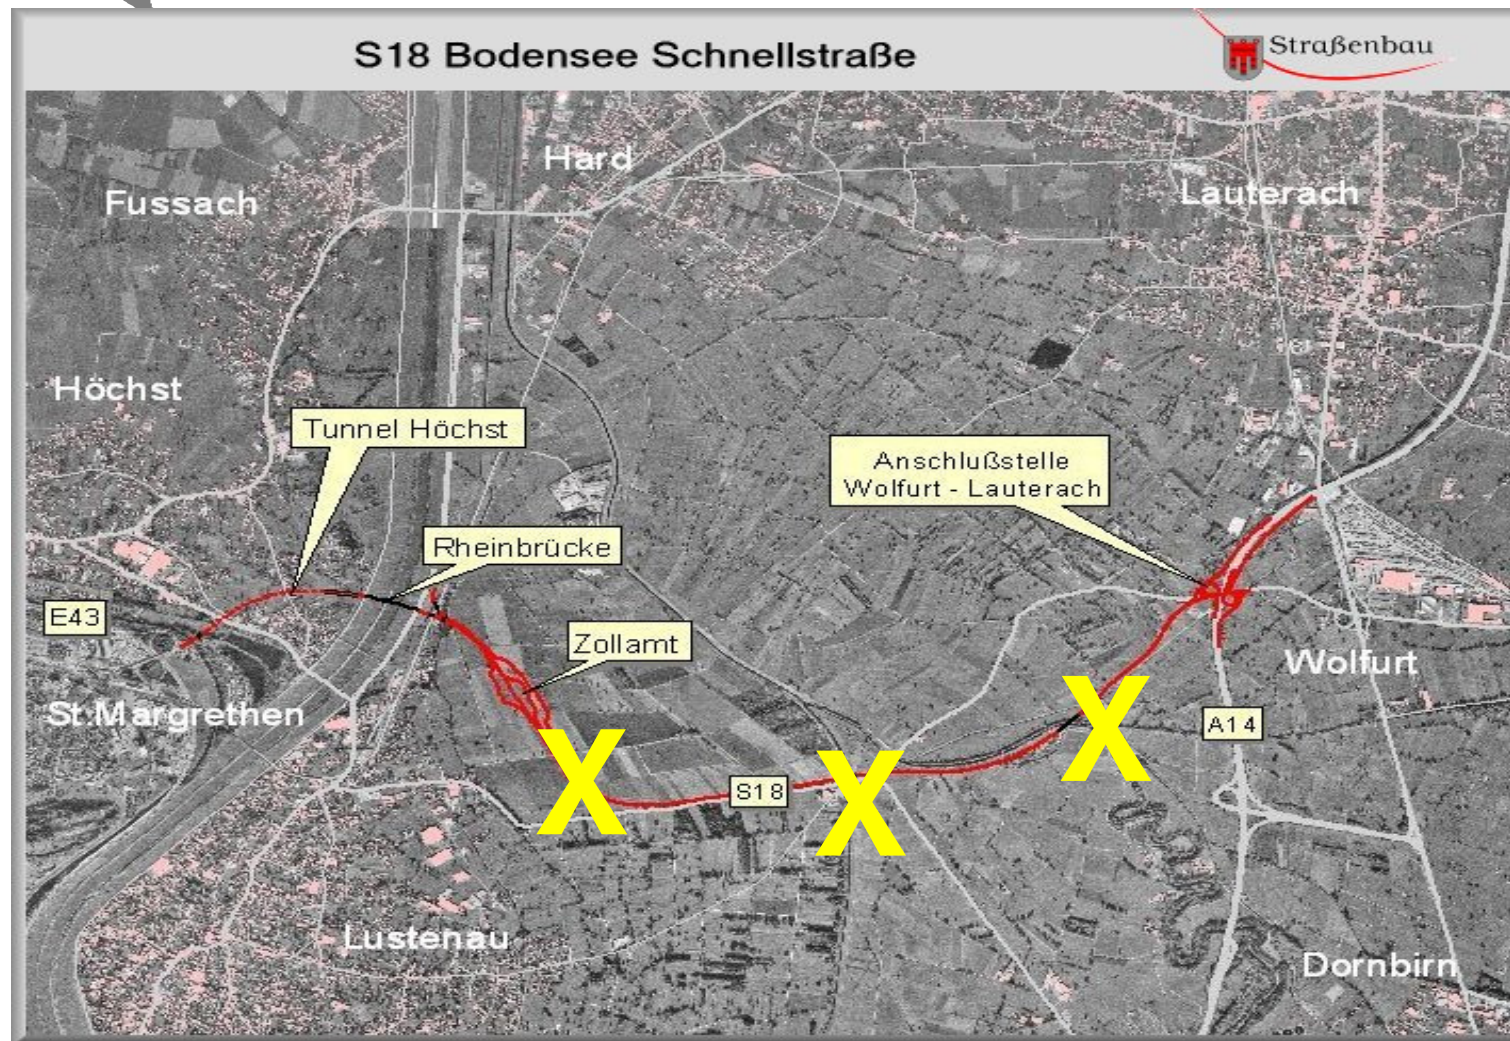 S18 Bodensee Schnellstraße
Straßenbau
Hard
Fussach
Lauterach
Höchst
Tunnel Höchst
Anschlußstelle
Wolfurt - Lauterach
Rheinbrücke
E43
Zollamt
Wolfurt
St.Margrethen
A14
X
X
X
S18
Lustenau
Dornbirn